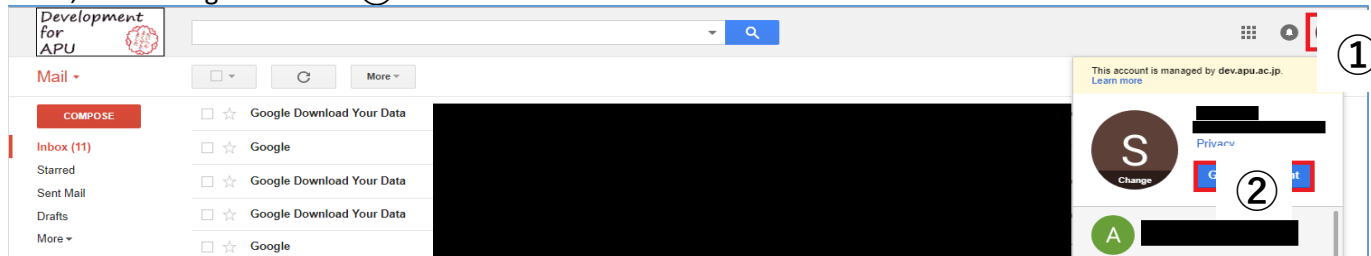 Development
for
APU
①
Mail
More
This account is managed by dev.apu.ac.jp.
Learn more
COMPOSE
Google Download Your Data
Inbox (11)
Google
S
Change
Privacy
Starred
Google Download Your Data
②
Sent Mail
Drafts
Google Download Your Data
More
Google
A